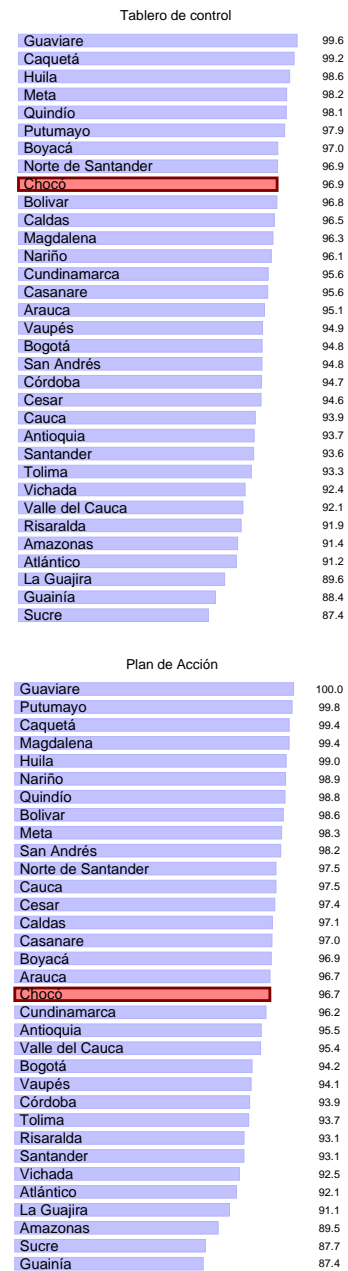 Tablero de control
Guaviare 99.6
Caquetá 99.2
Huila 98.6
Meta 98.2
Quindío 98.1
Putumayo 97.9
Boyacá 97.0
Norte de Santander 96.9
Chocó 96.9
Bolivar 96.8
Caldas 96.5
Magdalena 96.3
Nariño 96.1
Cundinamarca 95.6
Casanare 95.6
Arauca 95.1
Vaupés 94.9
Bogotá 94.8
San Andrés 94.8
Córdoba 94.7
Cesar 94.6
Cauca 93.9
Antioquia 93.7
Santander 93.6
Tolima 93.3
Vichada 92.4
Valle del Cauca 92.1
Risaralda 91.9
Amazonas 91.4
Atlántico 91.2
La Guajira 89.6
Guainía 88.4
Sucre 87.4
Plan de Acción
Guaviare 100.0
Putumayo 99.8
Caquetá 99.4
Magdalena 99.4
Huila 99.0
Nariño 98.9
Quindío 98.8
Bolivar 98.6
Meta 98.3
San Andrés 98.2
Norte de Santander 97.5
Cauca 97.5
Cesar 97.4
Caldas 97.1
Casanare 97.0
Boyacá 96.9
Arauca 96.7
Chocó 96.7
Cundinamarca 96.2
Antioquia 95.5
Valle del Cauca 95.4
Bogotá 94.2
Vaupés 94.1
Córdoba 93.9
Tolima 93.7
Risaralda 93.1
Santander 93.1
Vichada 92.5
Atlántico 92.1
La Guajira 91.1
Amazonas 89.5
Sucre 87.7
Guainía 87.4